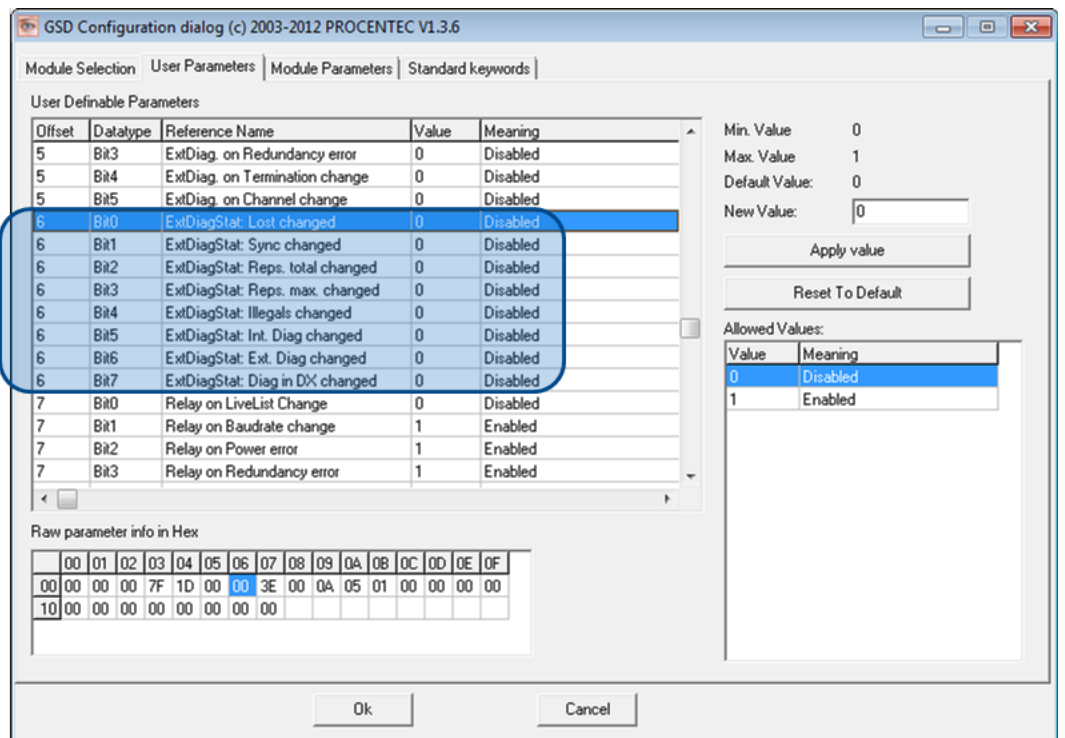 GSD Configuration dialog (c) 2003-2012 PROCENTEC V1.3.6
Module Selection User Parameters Module Parameters Standard keywords
User Definable Parameters
Offset Datatype Reference Name Value Meaning
5 Bit3 ExtDiag. on Redundancy error 0 Disabled
5 Bit4 ExtDiag. on Termination change 0 Disabled
5 Bit5 ExtDiag. on Channel change 0 Disabled
6 Bit0 ExtDiagStat: Lost changed 0 Disabled
6 Bit1 ExtDiagStat: Sync changed 0 Disabled
6 Bit2 ExtDiagStat: Reps. total changed 0 Disabled
6 Bit3 ExtDiagStat: Reps. max. changed 0 Disabled
6 Bit4 ExtDiagStat: Illegals changed 0 Disabled
6 Bit5 ExtDiagStat: Int. Diag changed 0 Disabled
6 Bit6 ExtDiagStat: Ext. Diag changed 0 Disabled
6 Bit7 ExtDiagStat: Diag in DX changed 0 Disabled
7 Bit0 Relay on LiveList Change 0 Disabled
7 Bit1 Relay on Baudrate change 1 Enabled
7 Bit2 Relay on Power error 1 Enabled
7 Bit3 Relay on Redundancy error 1 Enabled
Min. Value 0
Max. Value 1
Default Value: 0
New Value: 0
Apply value
Reset To Default
Allowed Values:
Value Meaning
0 Disabled
1 Enabled
Raw parameter info in Hex
00 01 02 03 04 05 06 07 08 09 0A 0B 0C 0D 0E 0F
00 00 00 00 7F 1D 00 00 3E 00 0A 05 01 00 00 00 00
10 00 00 00 00 00 00 00 00
Ok Cancel